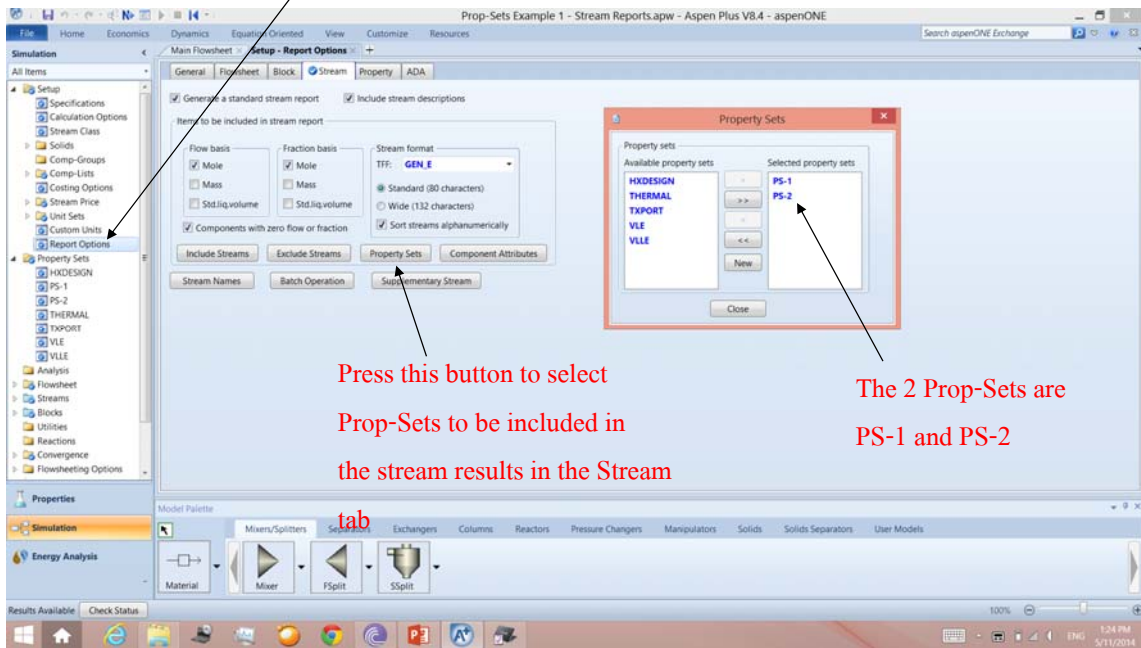 Prop-Sets Example 1 - Stream Reports.apw - Aspen Plus V8.4 - aspenONE
File Home Economics Dynamics Equation Oriented View Customize Resources Search aspenONE Exchange
Simulation
All Items
Setup
Specifications
Calculation Options
Stream Class
Solids
Comp-Groups
Comp-Lists
Costing Options
Stream Price
Unit Sets
Custom Units
Report Options
Property Sets
HXDESIGN
PS-1
PS-2
THERMAL
TXPORT
VLE
VLLE
Analysis
Flowsheet
Streams
Blocks
Utilities
Reactions
Convergence
Flowsheeting Options
Properties
Simulation
Energy Analysis
Main Flowsheet Setup - Report Options
General Flowsheet Block Stream Property ADA
Generate a standard stream report Include stream descriptions
Items to be included in stream report
Flow basis
Mole
Mass
Std.liq.volume
Fraction basis
Mole
Mass
Std.liq.volume
Stream format
TFF: GEN_E
Standard (80 characters)
Wide (132 characters)
Sort streams alphanumerically
Components with zero flow or fraction
Include Streams Exclude Streams Property Sets Component Attributes
Stream Names Batch Operation Supplementary Stream
Property Sets
Property sets
Available property sets
HXDESIGN
THERMAL
TXPORT
VLE
VLLE
>>
<<
New
Selected property sets
PS-1
PS-2
Close
Press this button to select
Prop-Sets to be included in
the stream results in the Stream
tab
The 2 Prop-Sets are
PS-1 and PS-2
Model Palette
Mixers/Splitters Separators Exchangers Columns Reactors Pressure Changers Manipulators Solids Solids Separators User Models
Material Mixer FSplit SSplit
Results Available Check Status 100%
ENG 1:24 PM
5/11/2014